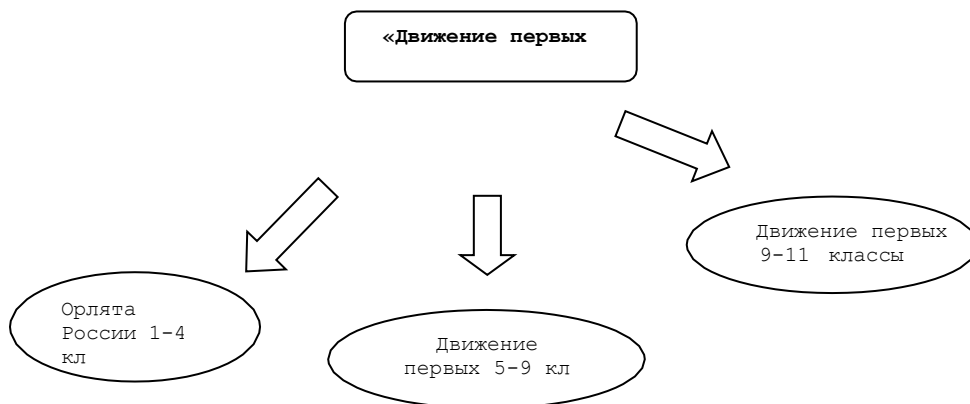 «Движение первых
Движение первых
9-11 классы
Орлята
России 1-4
кл
Движение
первых 5-9 кл